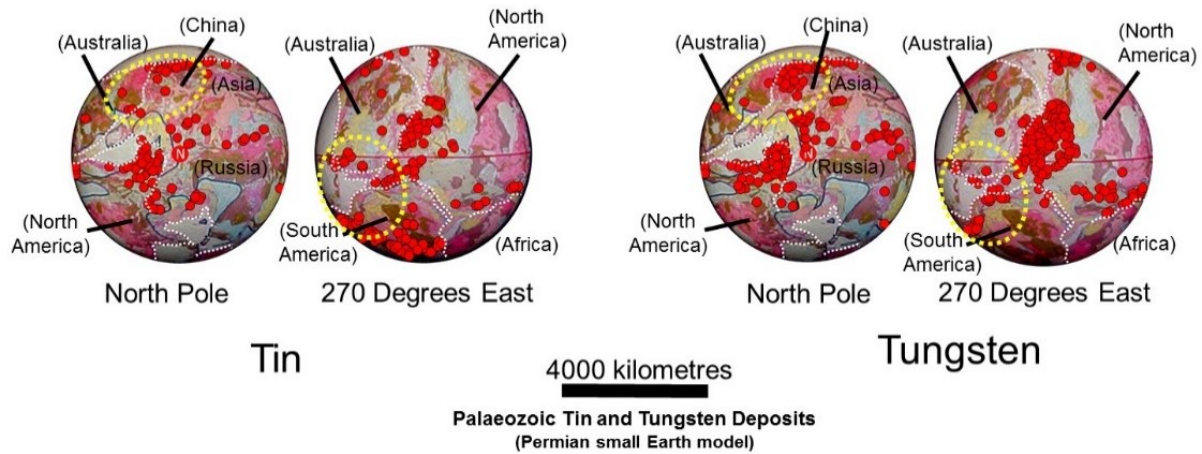 (China)
(Australia)
(Asia)
(Russia)
(North
America)
N
North Pole
(North
America)
(Australia)
(South
America)
(Africa)
270 Degrees East
Tin
(China)
(Australia)
(Asia)
(Russia)
(North
America)
N
North Pole
(North
America)
(Australia)
(South
America)
(Africa)
270 Degrees East
Tungsten
4000 kilometres
Palaeozoic Tin and Tungsten Deposits
(Permian small Earth model)